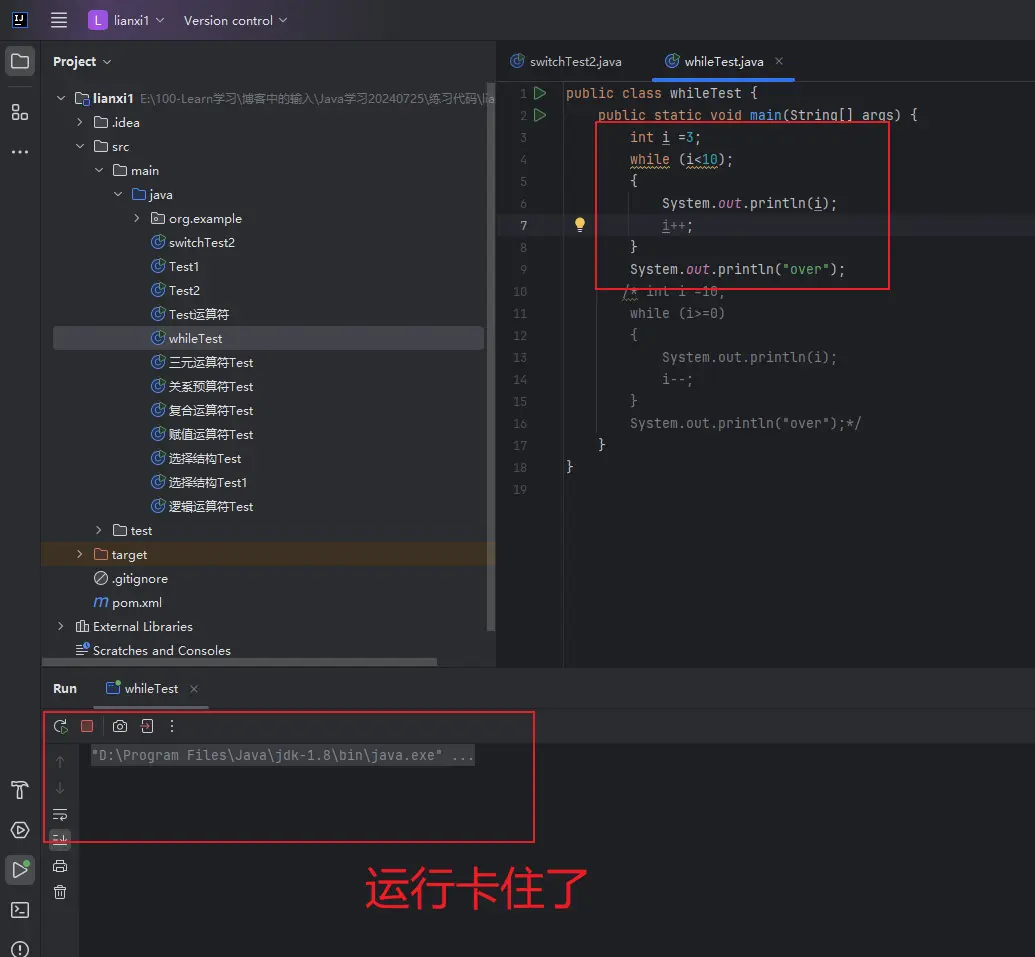 L lianxi1 Version control
Project
lianxi1 E:\100-Learn学习\博客中的输入\Java学习20240725\练习代码\lia
.idea
src
main
java
org.example
switchTest2
Test1
Test2
Test运算符
whileTest
三元运算符Test
关系预算符Test
复合运算符Test
赋值运算符Test
选择结构Test
选择结构Test1
逻辑运算符Test
test
target
.gitignore
m pom.xml
External Libraries
Scratches and Consoles
switchTest2.java whileTest.java
1 public class whileTest {
2 public static void main(String[] args) {
3 int i =3;
4 while (i<10);
5 {
6 System.out.println(i);
7 i++;
8 }
9 System.out.println("over");
10 /* int i =10;
11 while (i>=0)
12 {
13 System.out.println(i);
14 i--;
15 }
16 System.out.println("over");*/
17 }
18 }
19
Run whileTest
"D:\Program Files\Java\jdk-1.8\bin\java.exe" ...
运行卡住了